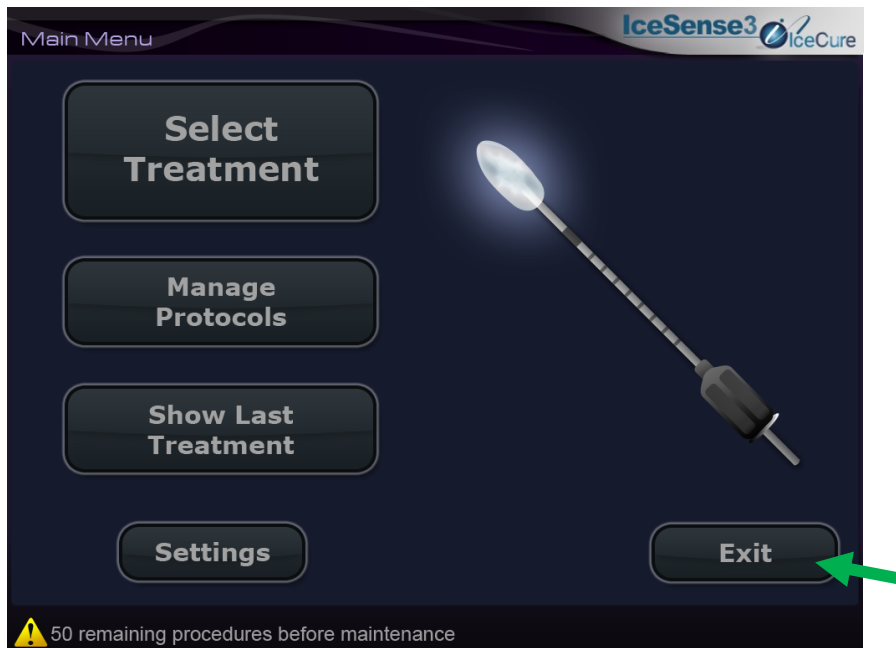 Main Menu
IceSense3 IceCure
Select
Treatment
Manage
Protocols
Show Last
Treatment
Settings
Exit
50 remaining procedures before maintenance